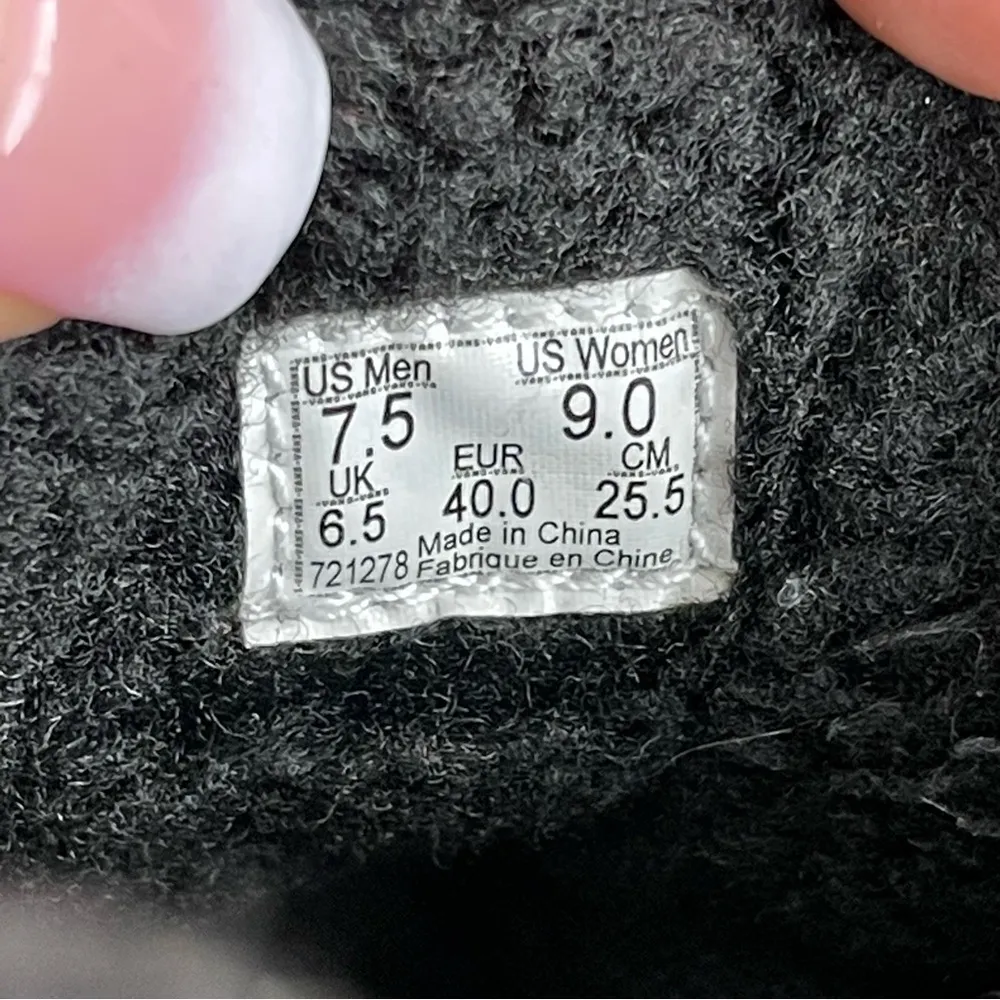 US Men US Women
7.5 9.0
UK EUR CM
6.5 40.0 25.5
Made in China
721278 Fabrique en Chine